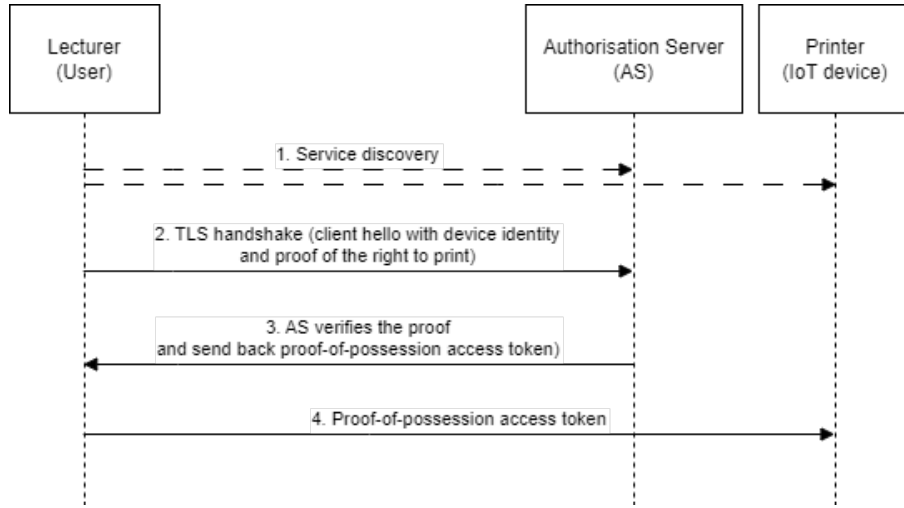 Lecturer
(User)
Authorisation Server
(AS)
Printer
(IoT device)
1. Service discovery
2. TLS handshake (client hello with device identity
and proof of the right to print)
3. AS verifies the proof
and send back proof-of-possession access token)
4. Proof-of-possession access token